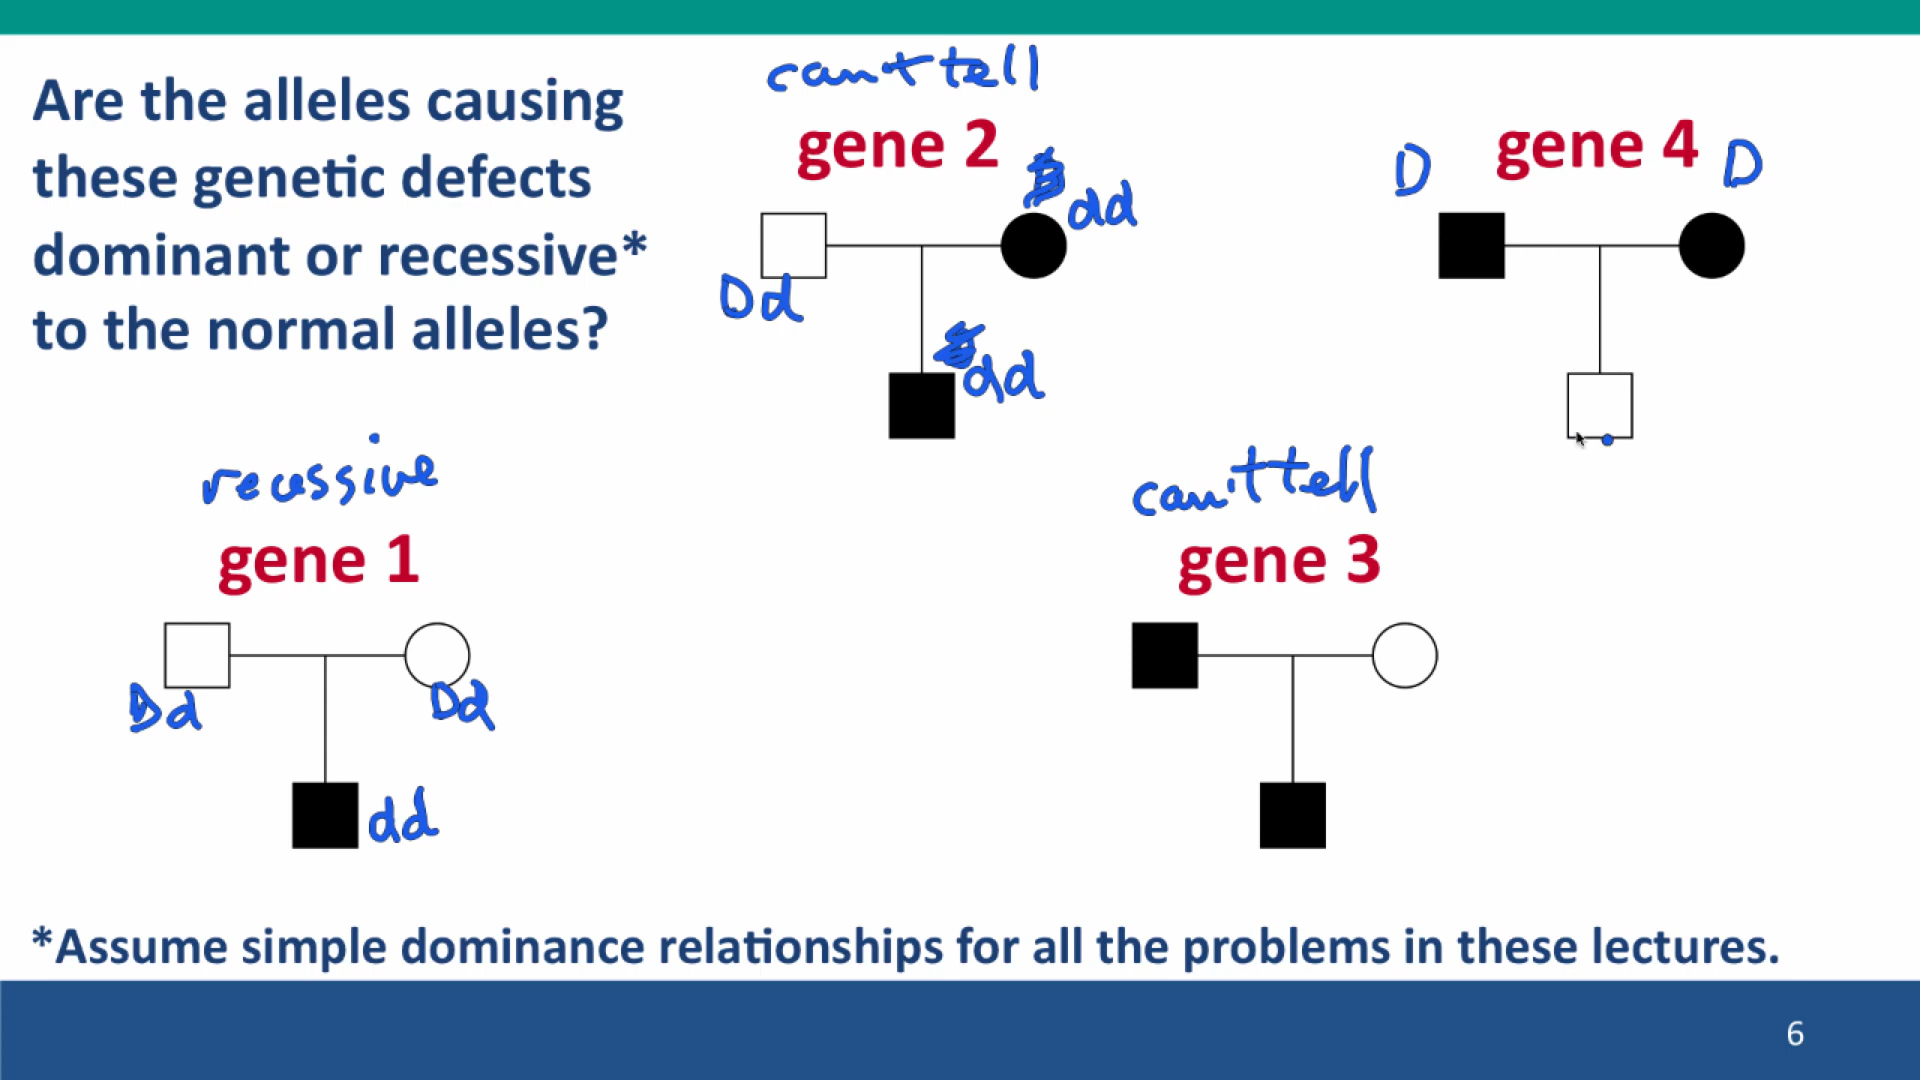 Are the alleles causing
these genetic defects
dominant or recessive*
to the normal alleles?
can't tell
gene 2
dd
Dd
dd
D
gene 4
D
recessive
gene 1
Dd
Dd
dd
can't tell
gene 3
*Assume simple dominance relationships for all the problems in these lectures.
6